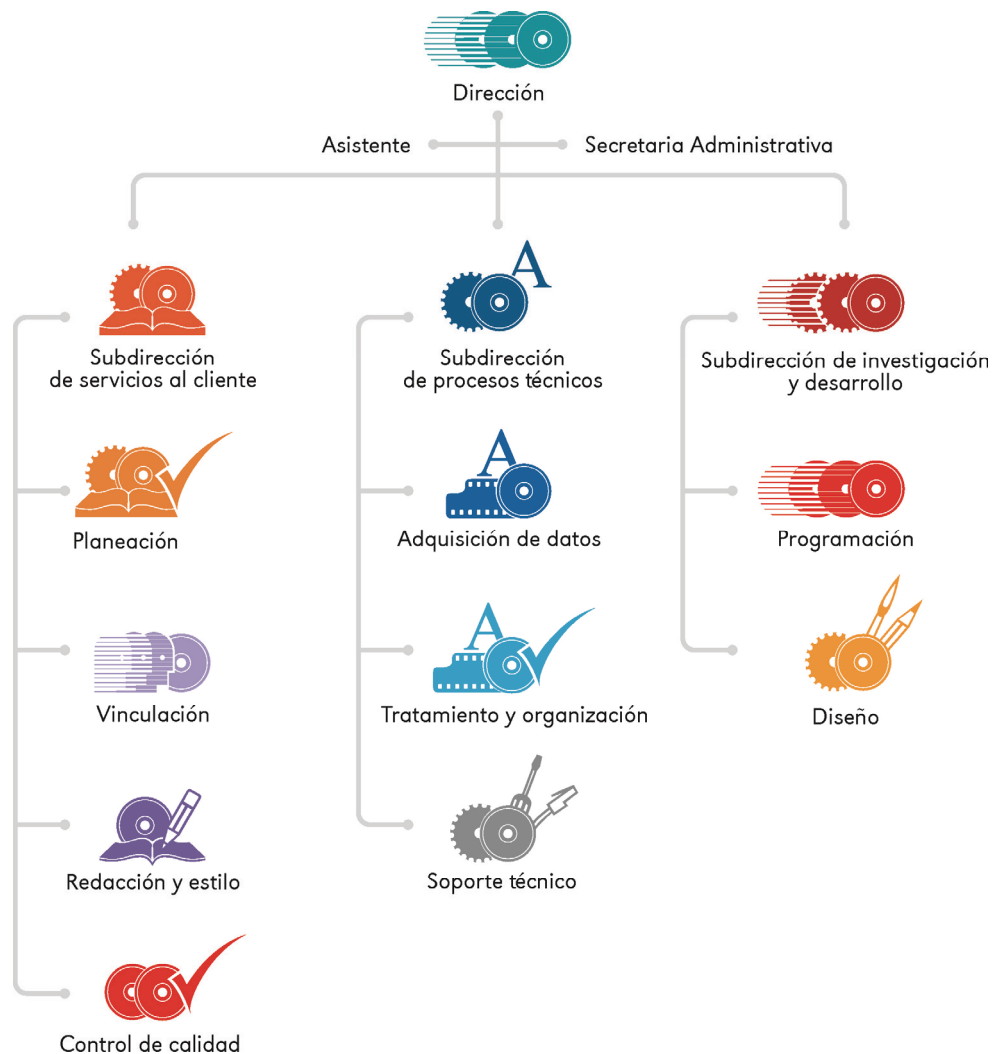 Dirección
Asistente
Secretaria Administrativa
Subdirección
de servicios al cliente
Subdirección
de procesos técnicos
Subdirección de investigación
y desarrollo
Planeación
Adquisición de datos
Programación
Vinculación
Tratamiento y organización
Diseño
Redacción y estilo
Soporte técnico
Control de calidad